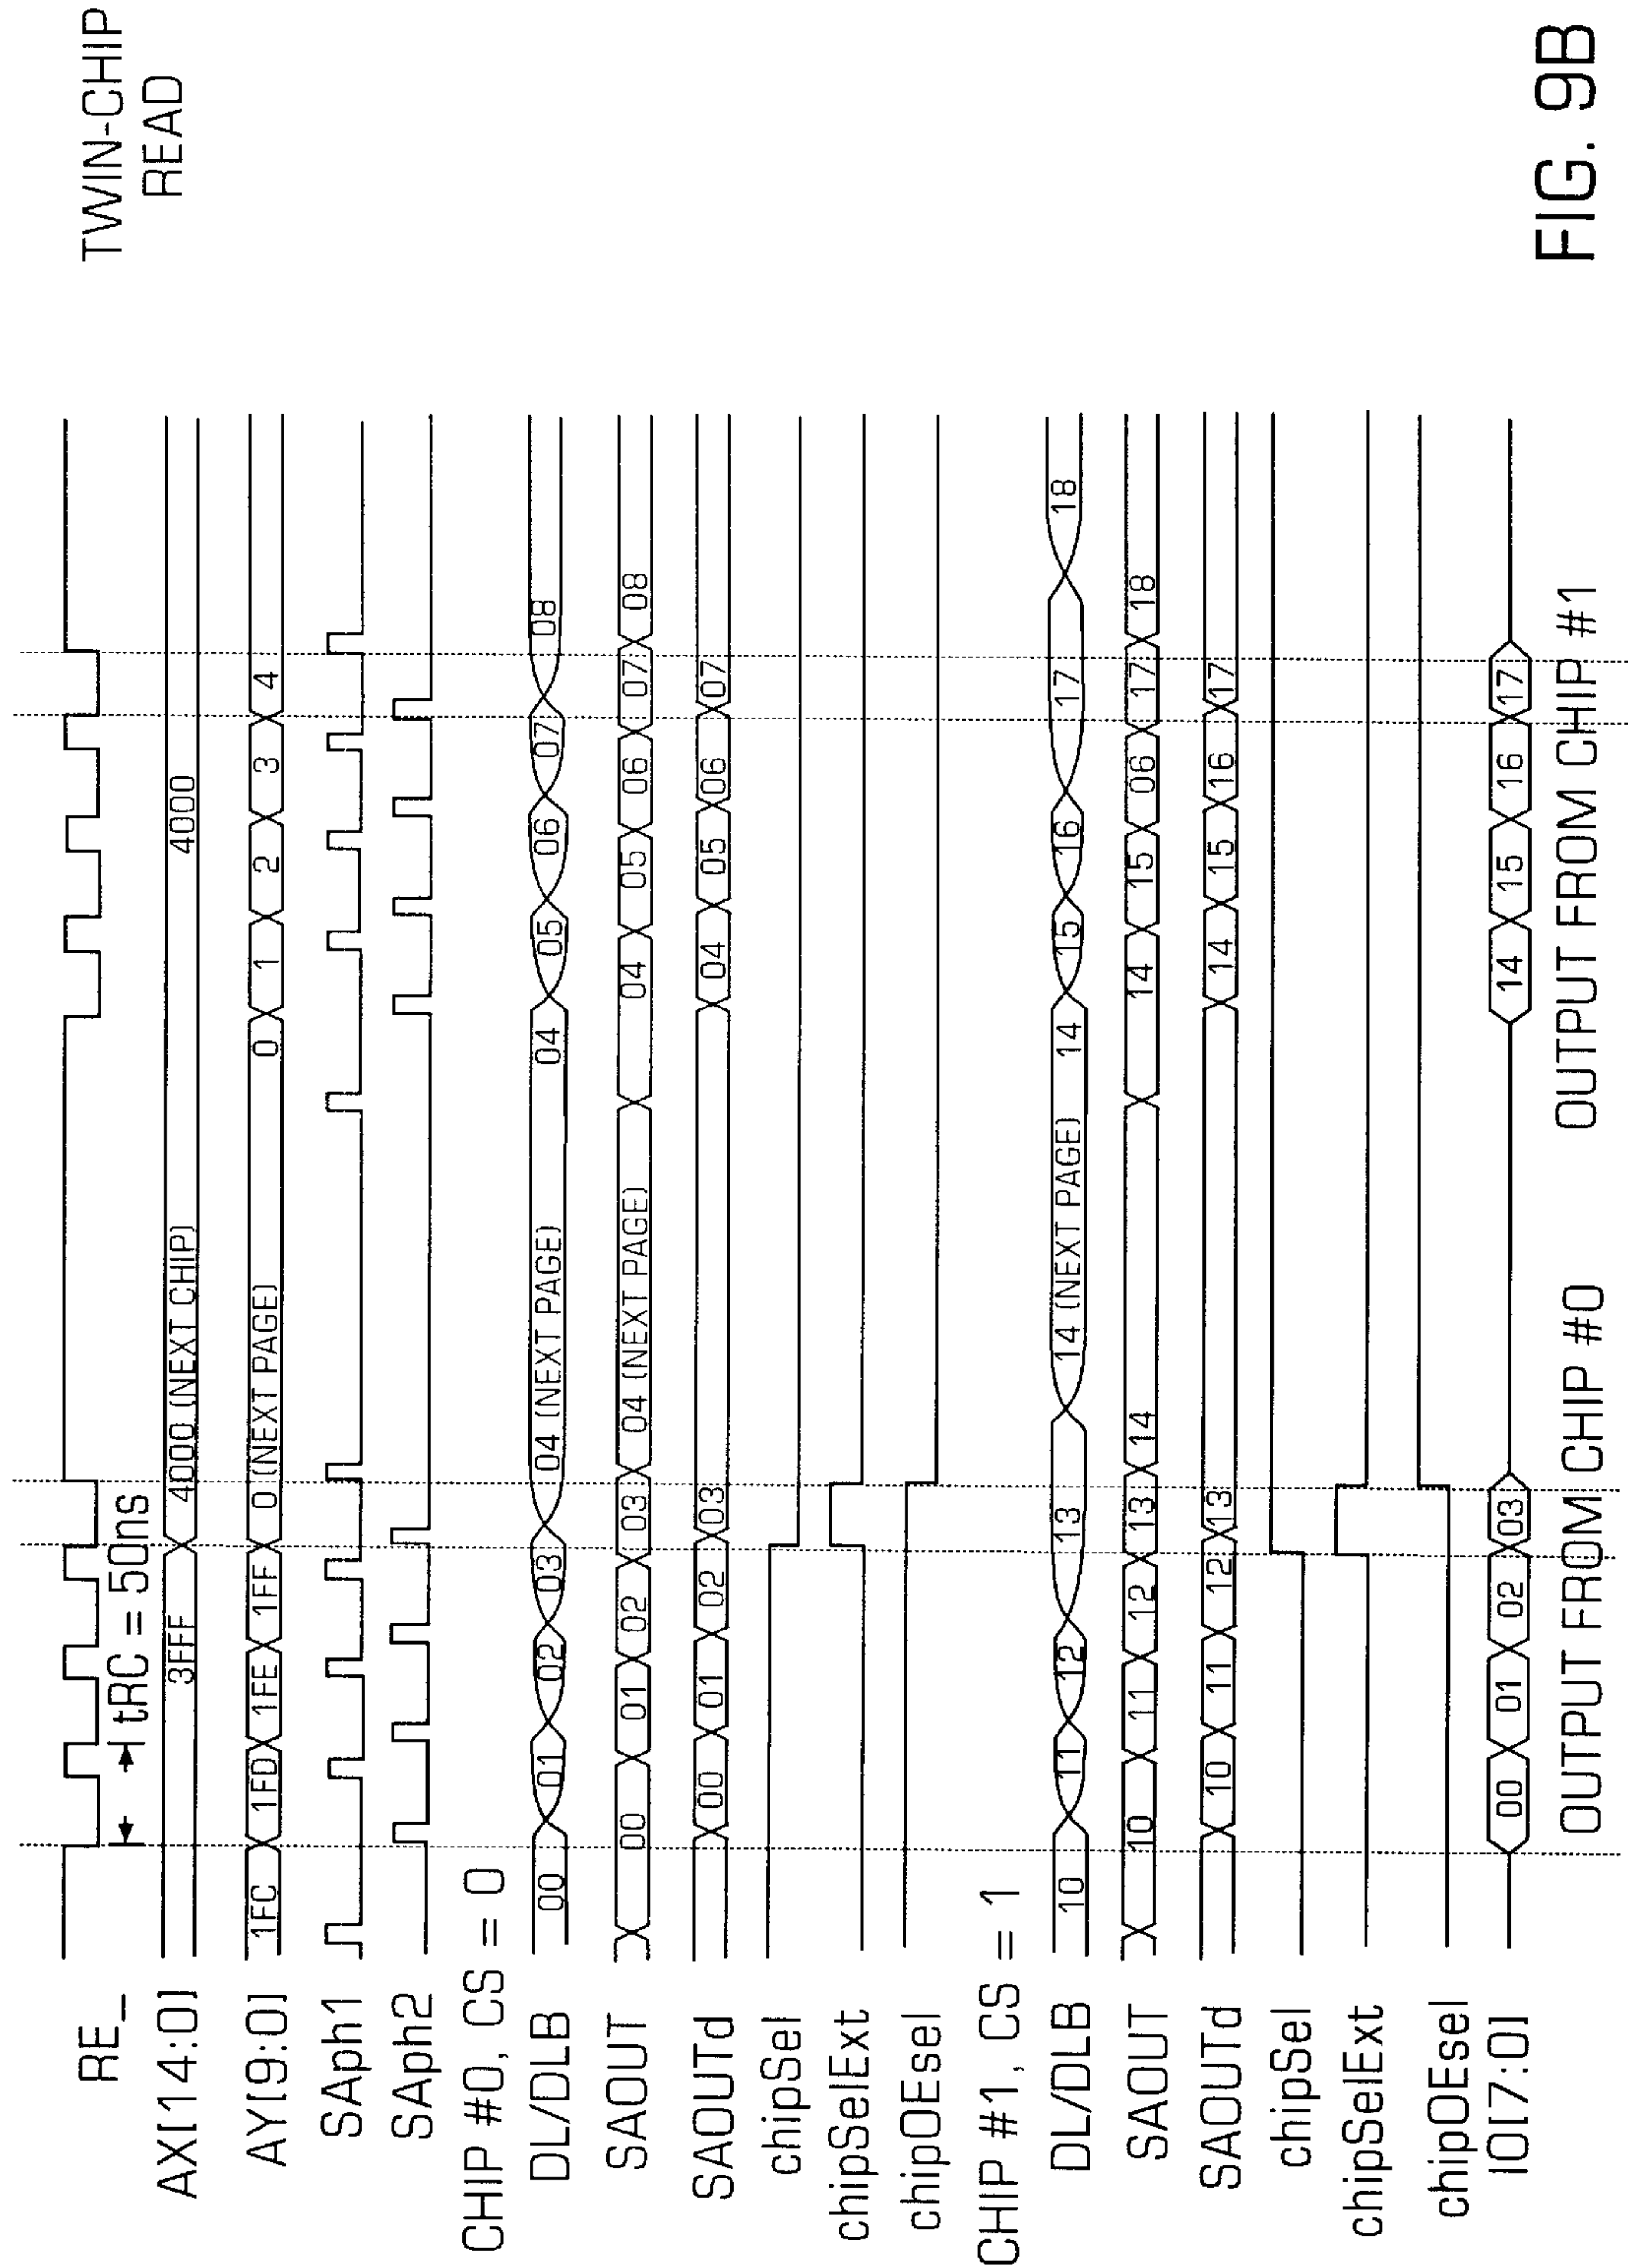 TWIN-CHIP
READ
RE_
tRC = 50ns
AX[14:0] 3FFF 4000 (NEXT CHIP) 4000
AY[9:0] 1FC 1FD 1FE 1FF 0 (NEXT PAGE) 0 1 2 3 4
SAph1
SAph2
CHIP #0, CS = 0
DL/DLB 00 01 02 03 04 (NEXT PAGE) 04 05 06 07 08
SAOUT 00 01 02 03 04 (NEXT PAGE) 04 05 06 07 08
SAOUTd 00 01 02 03 04 05 06 07
chipSel
chipSelExt
chipOEsel
CHIP #1, CS = 1
DL/DLB 10 11 12 13 14 (NEXT PAGE) 14 15 16 17 18
SAOUT 10 11 12 13 14 14 15 06 17 18
SAOUTd 10 11 12 13 14 15 16 17
chipSel
chipSelExt
chipOEsel
IO[7:0] 00 01 02 03 14 15 16 17
OUTPUT FROM CHIP #0 OUTPUT FROM CHIP #1
FIG. 9B